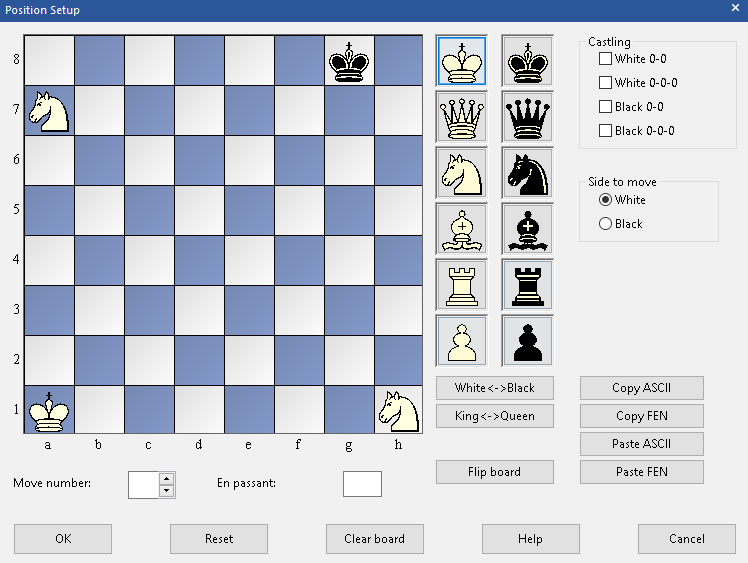 Position Setup
8
7
6
5
4
3
2
1
a b c d e f g h
Castling
White 0-0
White 0-0-0
Black 0-0
Black 0-0-0
Side to move
White
Black
White<->Black
King<->Queen
Flip board
Copy ASCII
Copy FEN
Paste ASCII
Paste FEN
Move number:
En passant:
OK
Reset
Clear board
Help
Cancel